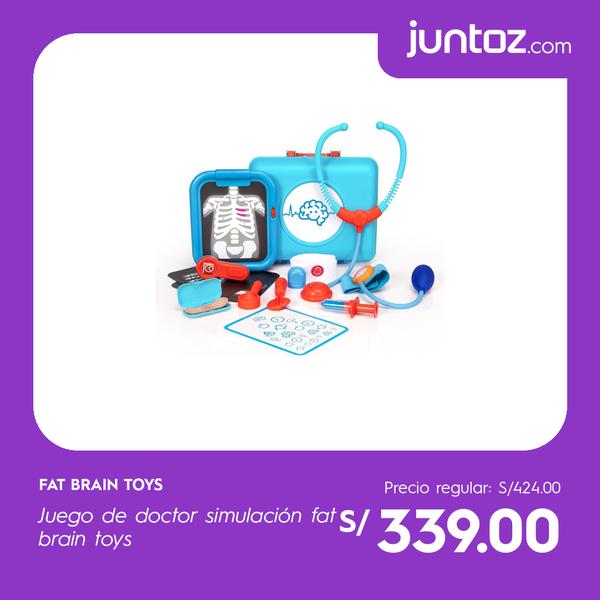 juntoz.com
FAT BRAIN TOYS
Juego de doctor simulación fat
brain toys
Precio regular: S/424.00
S/ 339.00